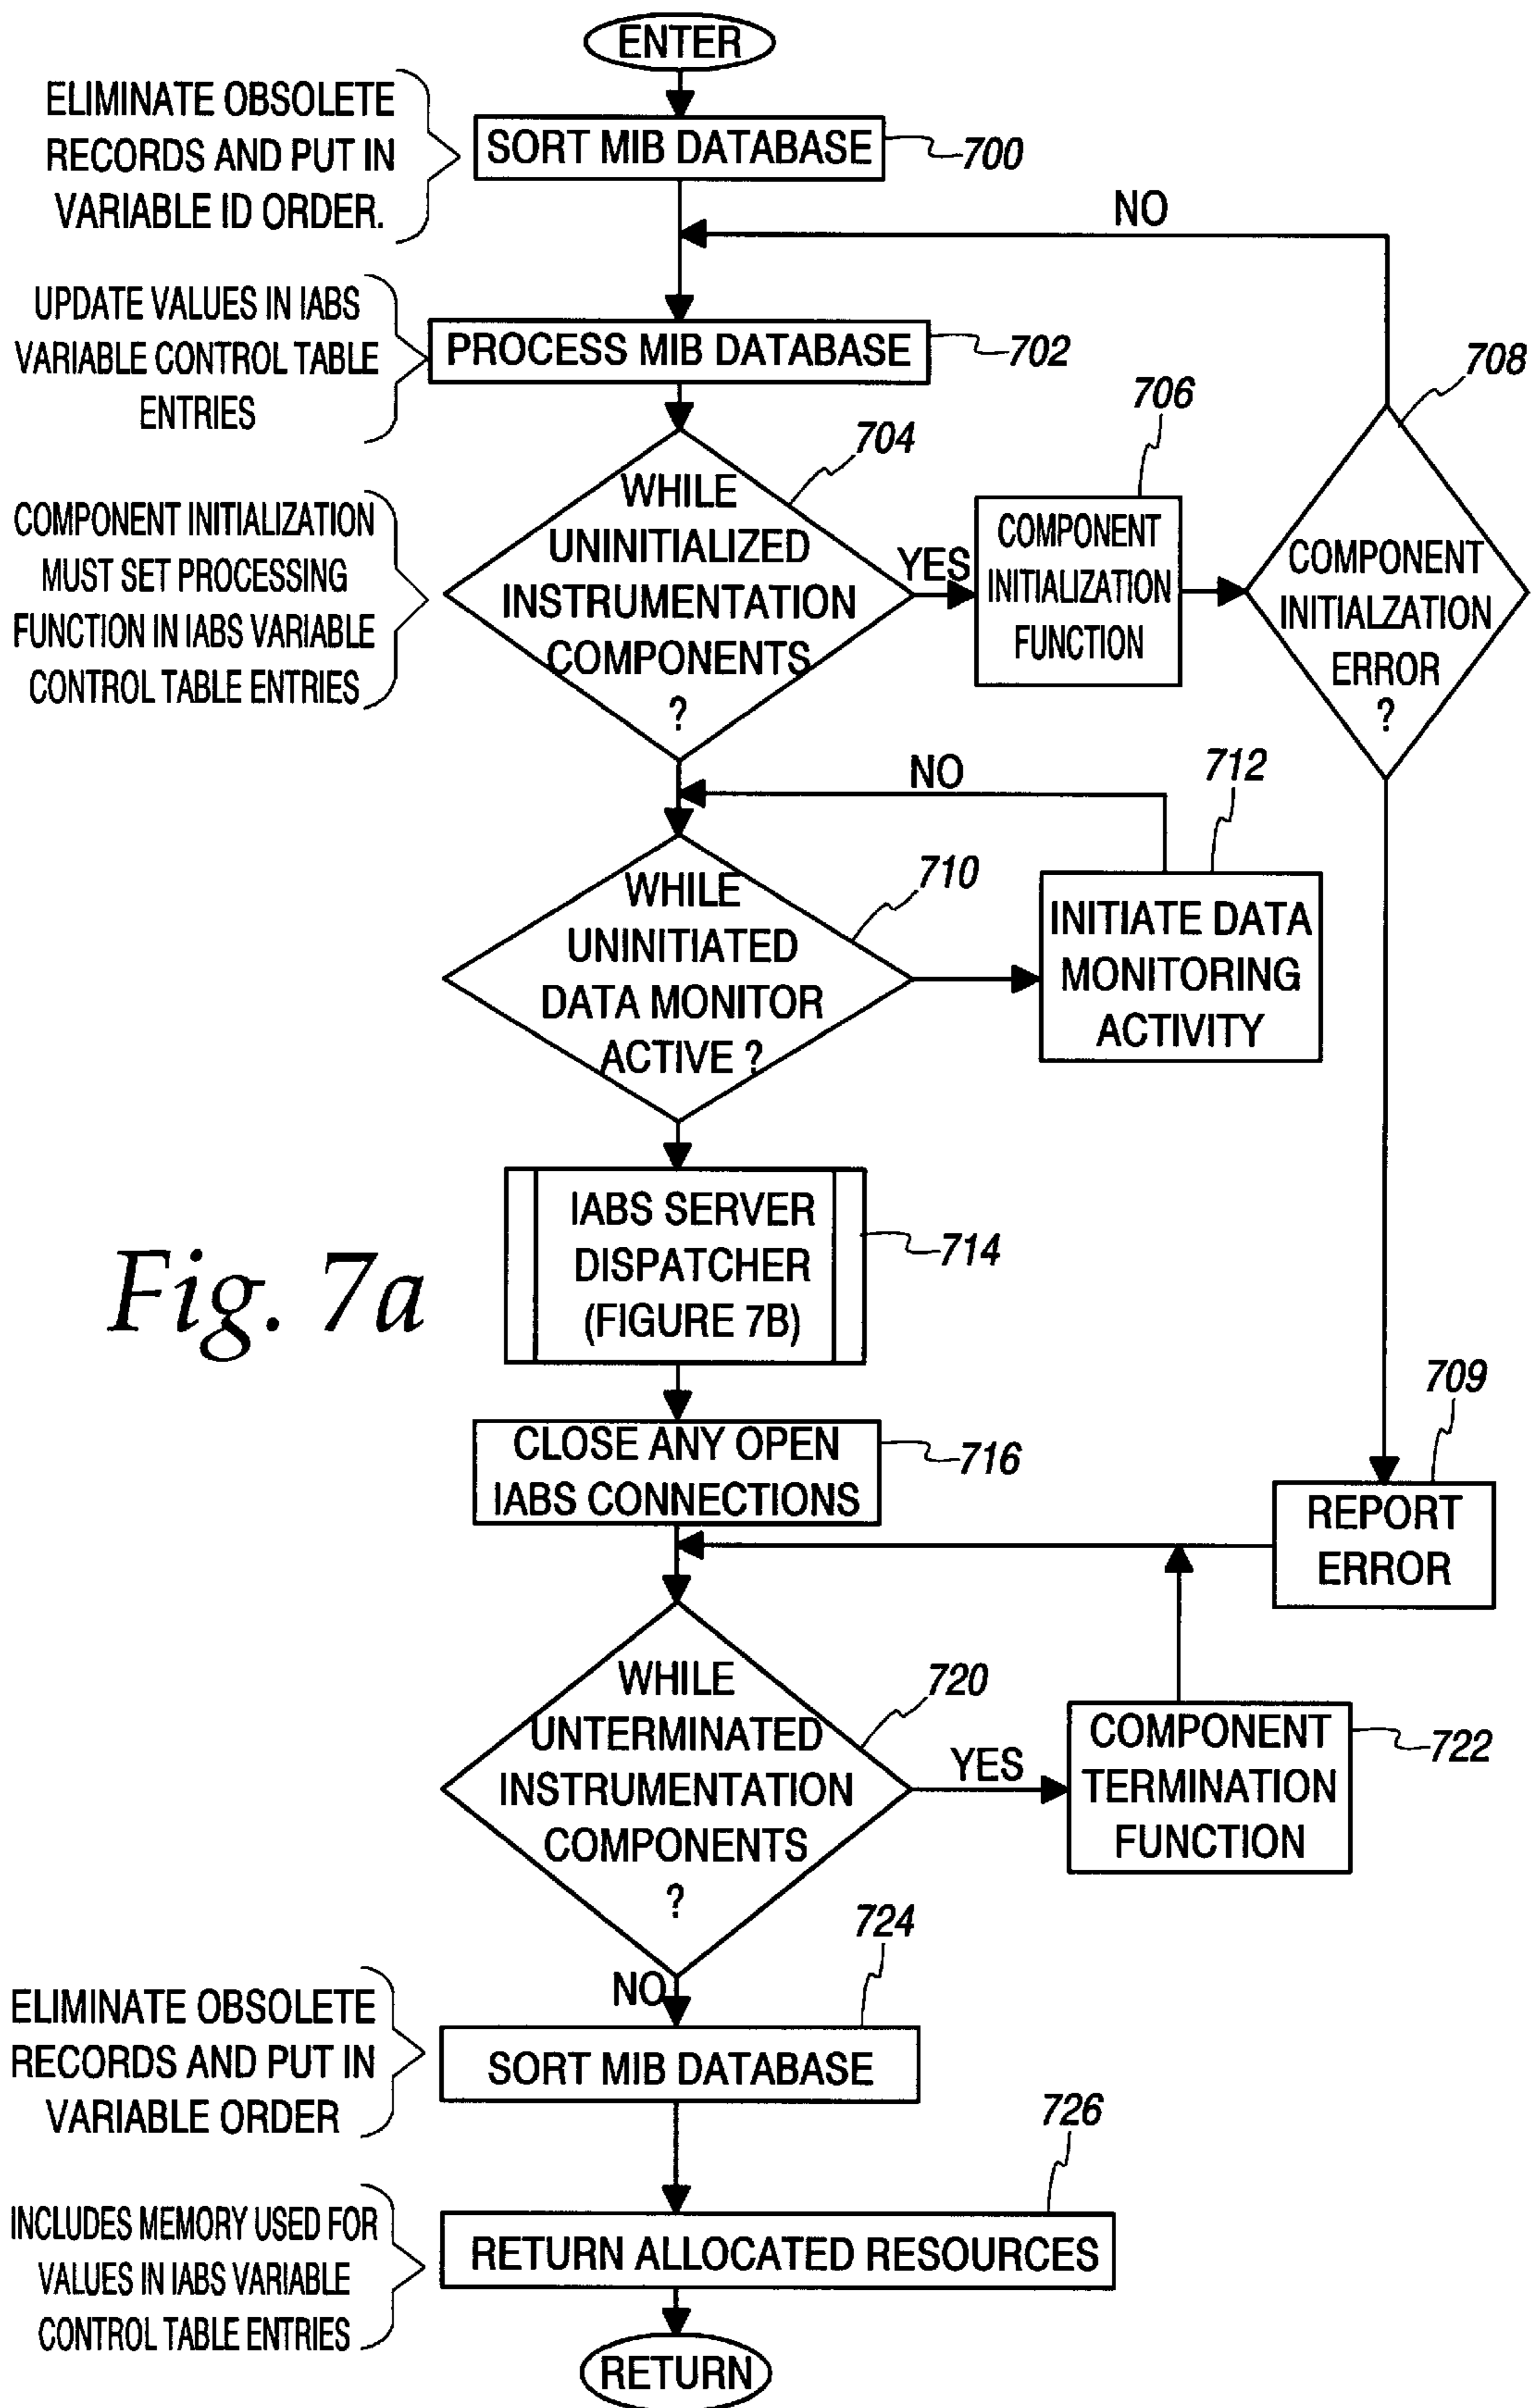 ENTER
ELIMINATE OBSOLETE
RECORDS AND PUT IN
VARIABLE ID ORDER.
SORT MIB DATABASE
700
NO
UPDATE VALUES IN IABS
VARIABLE CONTROL TABLE
ENTRIES
PROCESS MIB DATABASE
702
708
706
704
COMPONENT INITIALIZATION
MUST SET PROCESSING
FUNCTION IN IABS VARIABLE
CONTROL TABLE ENTRIES
WHILE
UNINITIALIZED
INSTRUMENTATION
COMPONENTS
?
YES
COMPONENT
INITIALIZATION
FUNCTION
COMPONENT
INITIALZATION
ERROR
?
NO
712
710
WHILE
UNINITIATED
DATA MONITOR
ACTIVE ?
INITIATE DATA
MONITORING
ACTIVITY
Fig. 7a
IABS SERVER
DISPATCHER
(FIGURE 7B)
714
CLOSE ANY OPEN
IABS CONNECTIONS
716
709
REPORT
ERROR
WHILE
UNTERMINATED
INSTRUMENTATION
COMPONENTS
?
720
YES
COMPONENT
TERMINATION
FUNCTION
722
NO
724
ELIMINATE OBSOLETE
RECORDS AND PUT IN
VARIABLE ORDER
SORT MIB DATABASE
726
INCLUDES MEMORY USED FOR
VALUES IN IABS VARIABLE
CONTROL TABLE ENTRIES
RETURN ALLOCATED RESOURCES
RETURN